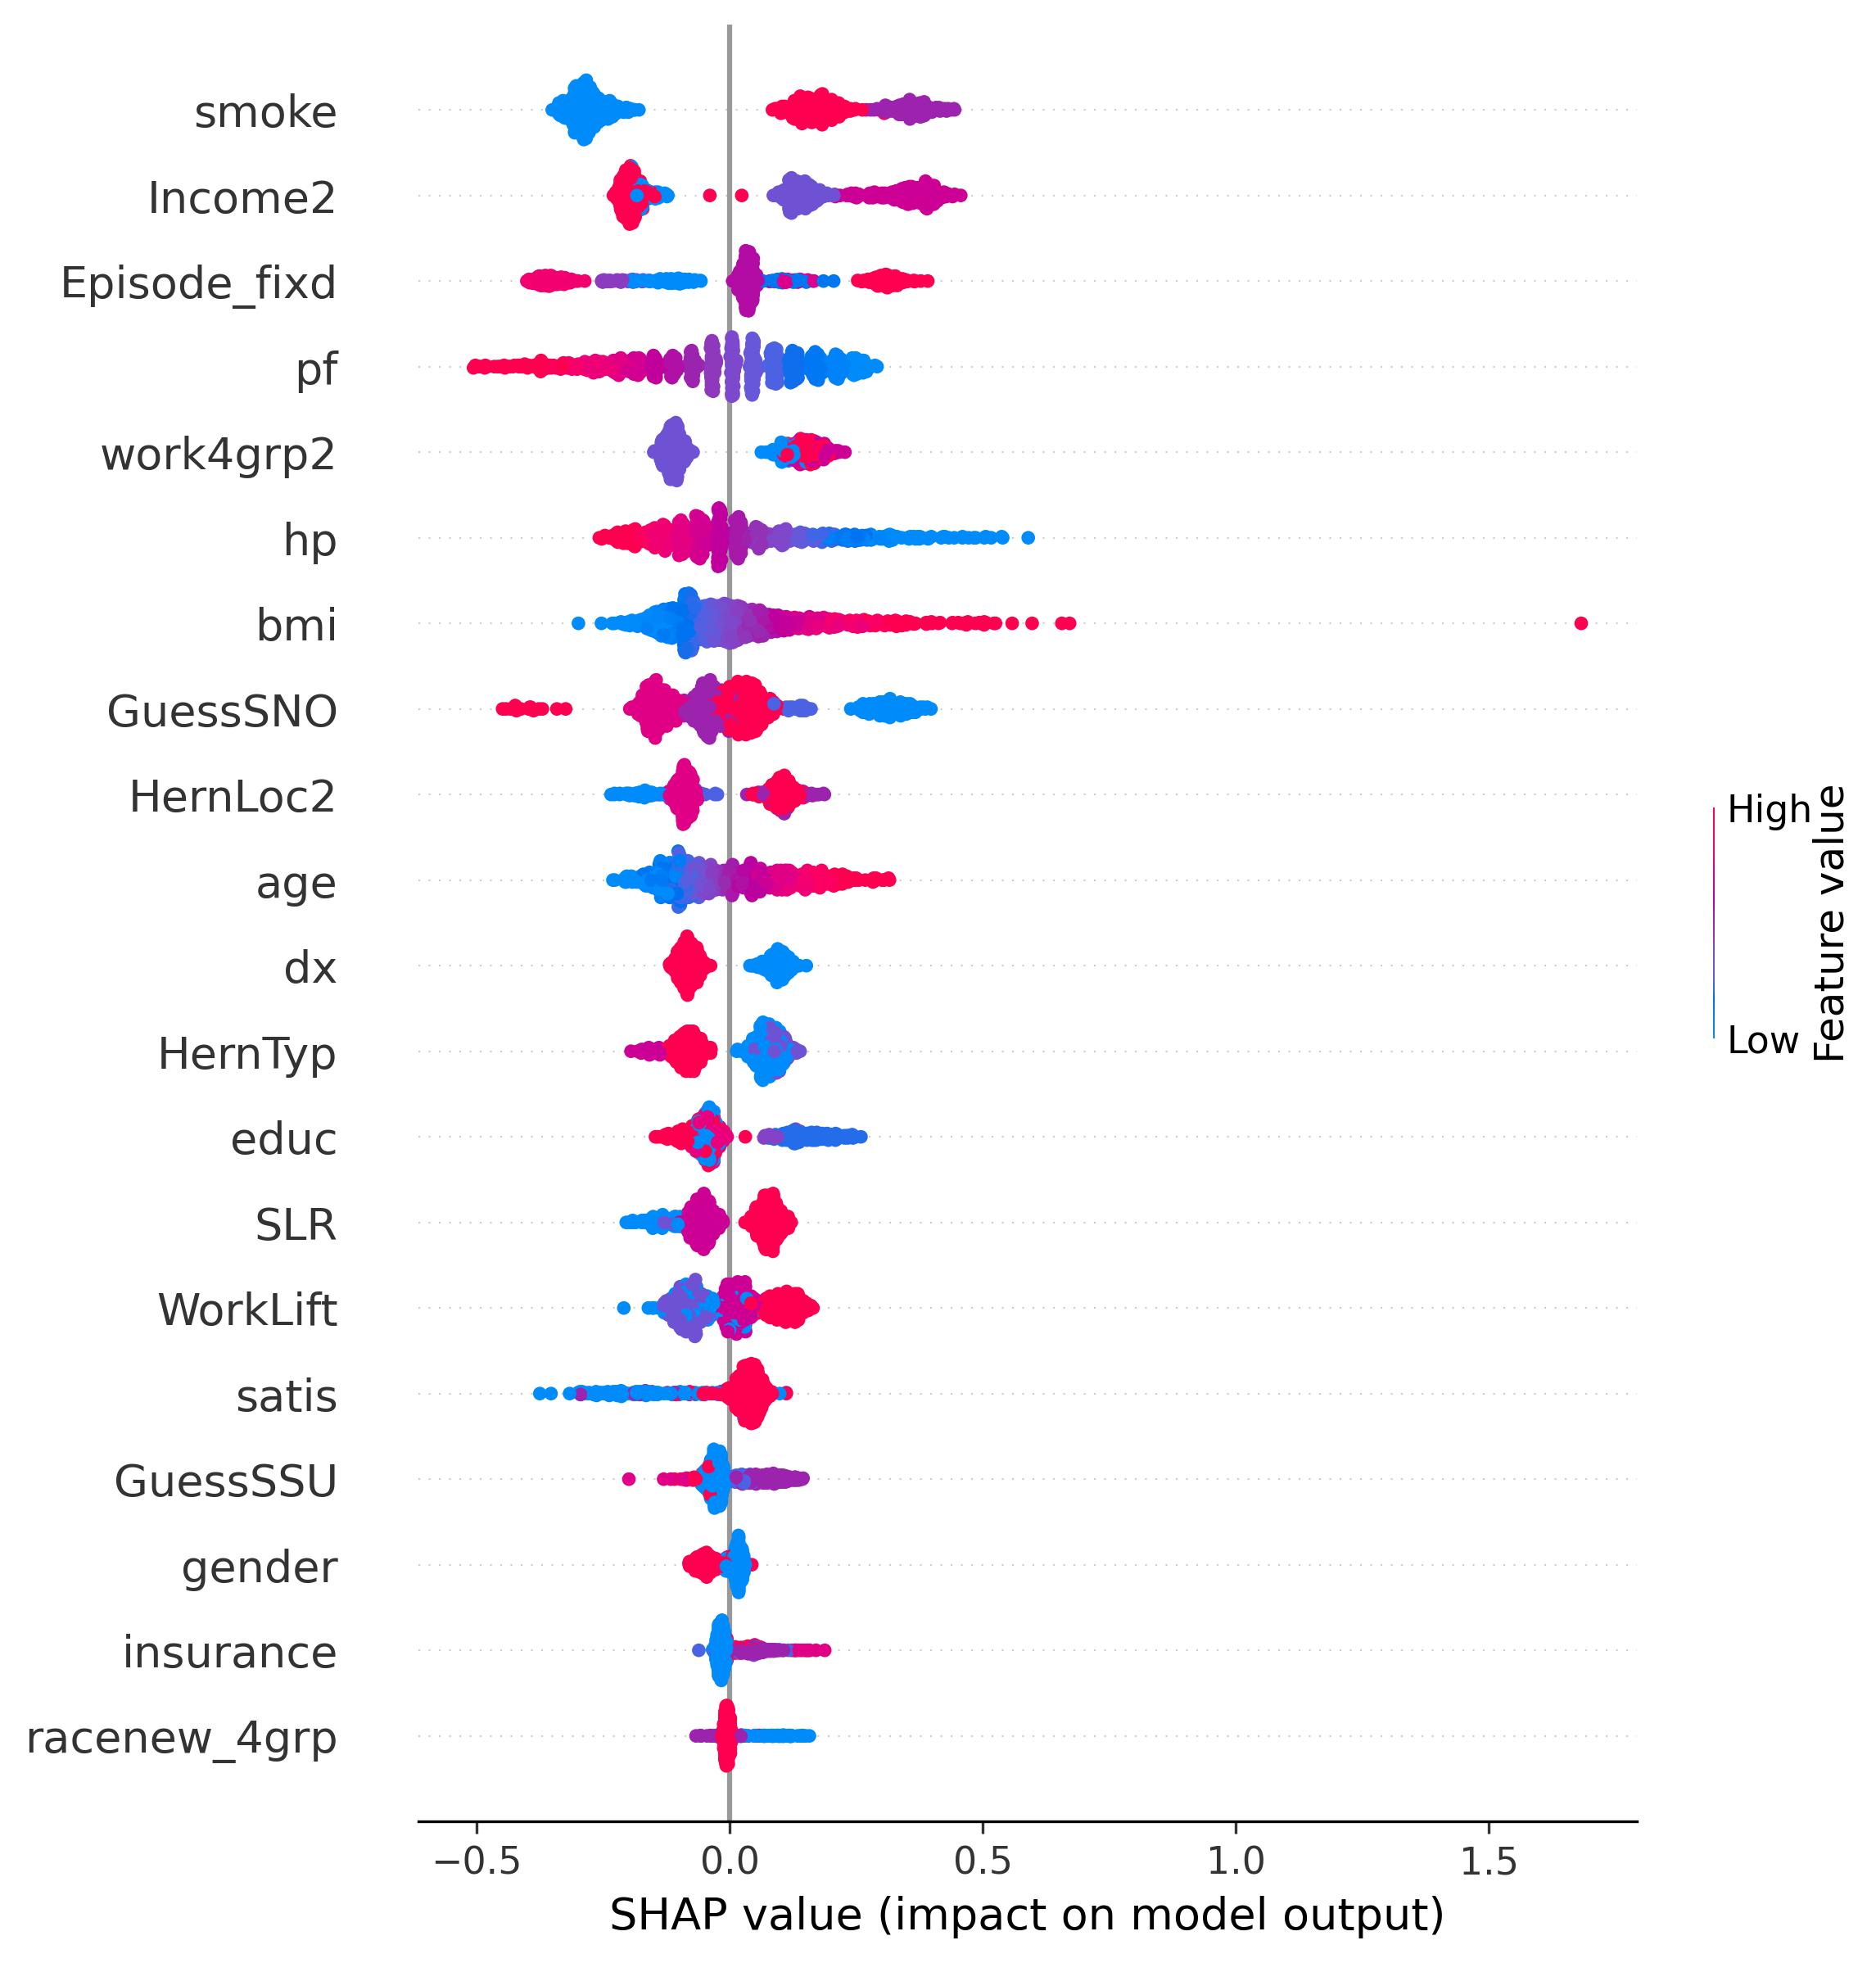 smoke
Income2
Episode_fixd
pf
work4grp2
hp
bmi
GuessSNO
HernLoc2
age
dx
HernTyp
educ
SLR
WorkLift
satis
GuessSSU
gender
insurance
racenew_4grp
−0.5 0.0 0.5 1.0 1.5
SHAP value (impact on model output)
High
Low
Feature value